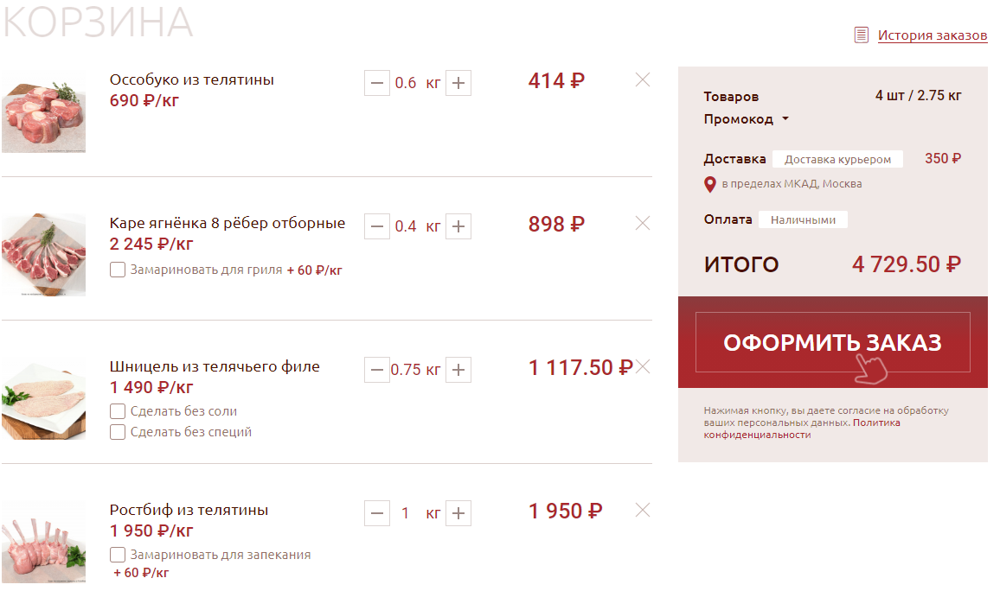 КОРЗИНА
История заказов
Оссобуко из телятины
690 ₽/кг
0.6 кг
414 ₽
Каре ягнёнка 8 рёбер отборные
2 245 ₽/кг
Замариновать для гриля + 60 ₽/кг
0.4 кг
898 ₽
Шницель из телячьего филе
1 490 ₽/кг
Сделать без соли
Сделать без специй
0.75 кг
1 117.50 ₽
Ростбиф из телятины
1 950 ₽/кг
Замариновать для запекания
+ 60 ₽/кг
1 кг
1 950 ₽
Товаров 4 шт / 2.75 кг
Промокод
Доставка Доставка курьером 350 ₽
в пределах МКАД, Москва
Оплата Наличными
ИТОГО 4 729.50 ₽
ОФОРМИТЬ ЗАКАЗ
Нажимая кнопку, вы даете согласие на обработку
ваших персональных данных. Политика
конфиденциальности